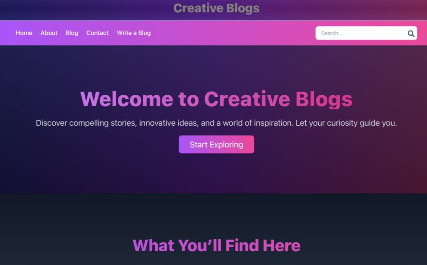 Creative Blogs
Home About Blog Contact Write a Blog Search...
Welcome to Creative Blogs
Discover compelling stories, innovative ideas, and a world of inspiration. Let your curiosity guide you.
Start Exploring
What You’ll Find Here